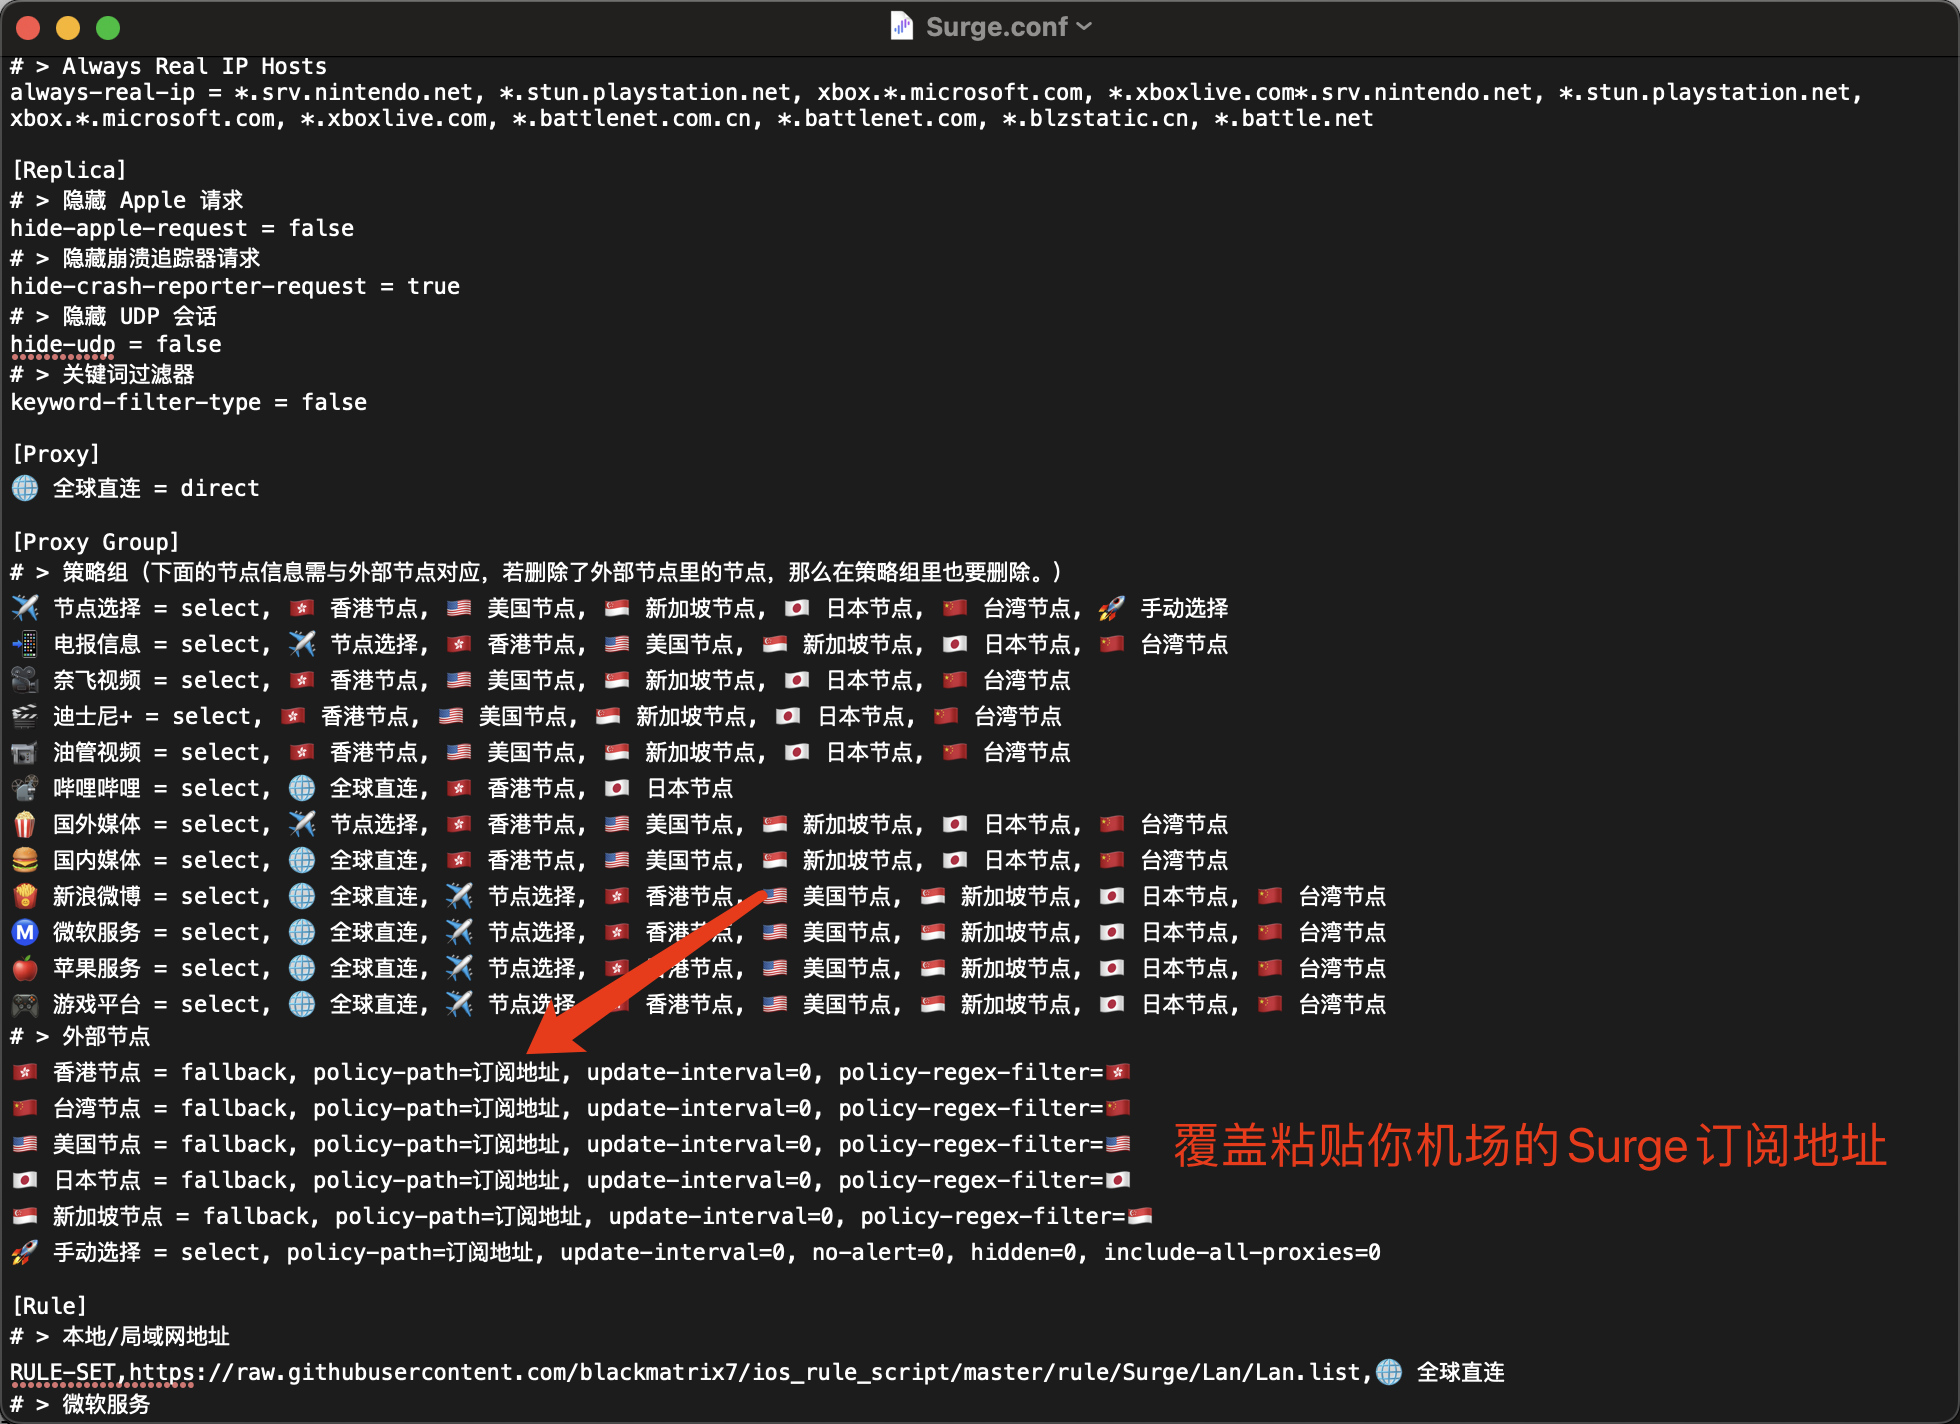 Surge.conf
# > Always Real IP Hosts
always-real-ip = *.srv.nintendo.net, *.stun.playstation.net, xbox.*.microsoft.com, *.xboxlive.com*.srv.nintendo.net, *.stun.playstation.net,
xbox.*.microsoft.com, *.xboxlive.com, *.battlenet.com.cn, *.battlenet.com, *.blzstatic.cn, *.battle.net
[Replica]
# > 隐藏 Apple 请求
hide-apple-request = false
# > 隐藏崩溃追踪器请求
hide-crash-reporter-request = true
# > 隐藏 UDP 会话
hide-udp = false
# > 关键词过滤器
keyword-filter-type = false
[Proxy]
🌐 全球直连 = direct
[Proxy Group]
# > 策略组（下面的节点信息需与外部节点对应，若删除了外部节点里的节点，那么在策略组里也要删除。）
✈️ 节点选择 = select, 🇭🇰 香港节点, 🇺🇸 美国节点, 🇸🇬 新加坡节点, 🇯🇵 日本节点, 🇨🇳 台湾节点, 🚀 手动选择
📲 电报信息 = select, ✈️ 节点选择, 🇭🇰 香港节点, 🇺🇸 美国节点, 🇸🇬 新加坡节点, 🇯🇵 日本节点, 🇨🇳 台湾节点
🎥 奈飞视频 = select, 🇭🇰 香港节点, 🇺🇸 美国节点, 🇸🇬 新加坡节点, 🇯🇵 日本节点, 🇨🇳 台湾节点
🎬 迪士尼+ = select, 🇭🇰 香港节点, 🇺🇸 美国节点, 🇸🇬 新加坡节点, 🇯🇵 日本节点, 🇨🇳 台湾节点
📹 油管视频 = select, 🇭🇰 香港节点, 🇺🇸 美国节点, 🇸🇬 新加坡节点, 🇯🇵 日本节点, 🇨🇳 台湾节点
📽 哔哩哔哩 = select, 🌐 全球直连, 🇭🇰 香港节点, 🇯🇵 日本节点
🍿 国外媒体 = select, ✈️ 节点选择, 🇭🇰 香港节点, 🇺🇸 美国节点, 🇸🇬 新加坡节点, 🇯🇵 日本节点, 🇨🇳 台湾节点
🍔 国内媒体 = select, 🌐 全球直连, 🇭🇰 香港节点, 🇺🇸 美国节点, 🇸🇬 新加坡节点, 🇯🇵 日本节点, 🇨🇳 台湾节点
🍟 新浪微博 = select, 🌐 全球直连, ✈️ 节点选择, 🇭🇰 香港节点, 🇺🇸 美国节点, 🇸🇬 新加坡节点, 🇯🇵 日本节点, 🇨🇳 台湾节点
Ⓜ️ 微软服务 = select, 🌐 全球直连, ✈️ 节点选择, 🇭🇰 香港节点, 🇺🇸 美国节点, 🇸🇬 新加坡节点, 🇯🇵 日本节点, 🇨🇳 台湾节点
🍎 苹果服务 = select, 🌐 全球直连, ✈️ 节点选择, 🇭🇰 香港节点, 🇺🇸 美国节点, 🇸🇬 新加坡节点, 🇯🇵 日本节点, 🇨🇳 台湾节点
🎮 游戏平台 = select, 🌐 全球直连, ✈️ 节点选择 🇭🇰 香港节点, 🇺🇸 美国节点, 🇸🇬 新加坡节点, 🇯🇵 日本节点, 🇨🇳 台湾节点
# > 外部节点
🇭🇰 香港节点 = fallback, policy-path=订阅地址, update-interval=0, policy-regex-filter=🇭🇰
🇨🇳 台湾节点 = fallback, policy-path=订阅地址, update-interval=0, policy-regex-filter=🇨🇳
🇺🇸 美国节点 = fallback, policy-path=订阅地址, update-interval=0, policy-regex-filter=🇺🇸
覆盖粘贴你机场的Surge订阅地址
🇯🇵 日本节点 = fallback, policy-path=订阅地址, update-interval=0, policy-regex-filter=🇯🇵
🇸🇬 新加坡节点 = fallback, policy-path=订阅地址, update-interval=0, policy-regex-filter=🇸🇬
🚀 手动选择 = select, policy-path=订阅地址, update-interval=0, no-alert=0, hidden=0, include-all-proxies=0
[Rule]
# > 本地/局域网地址
RULE-SET,https://raw.githubusercontent.com/blackmatrix7/ios_rule_script/master/rule/Surge/Lan/Lan.list,🌐 全球直连
# > 微软服务